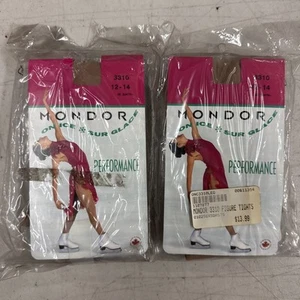 3310
12-14
MONDOR
ON ICE & SUR GLACE
PERFORMANCE
3310
12-14
MONDOR
ON ICE & SUR GLACE
PERFORMANCE
MONDOR 3310 FIGURE TIGHTS
$13.99